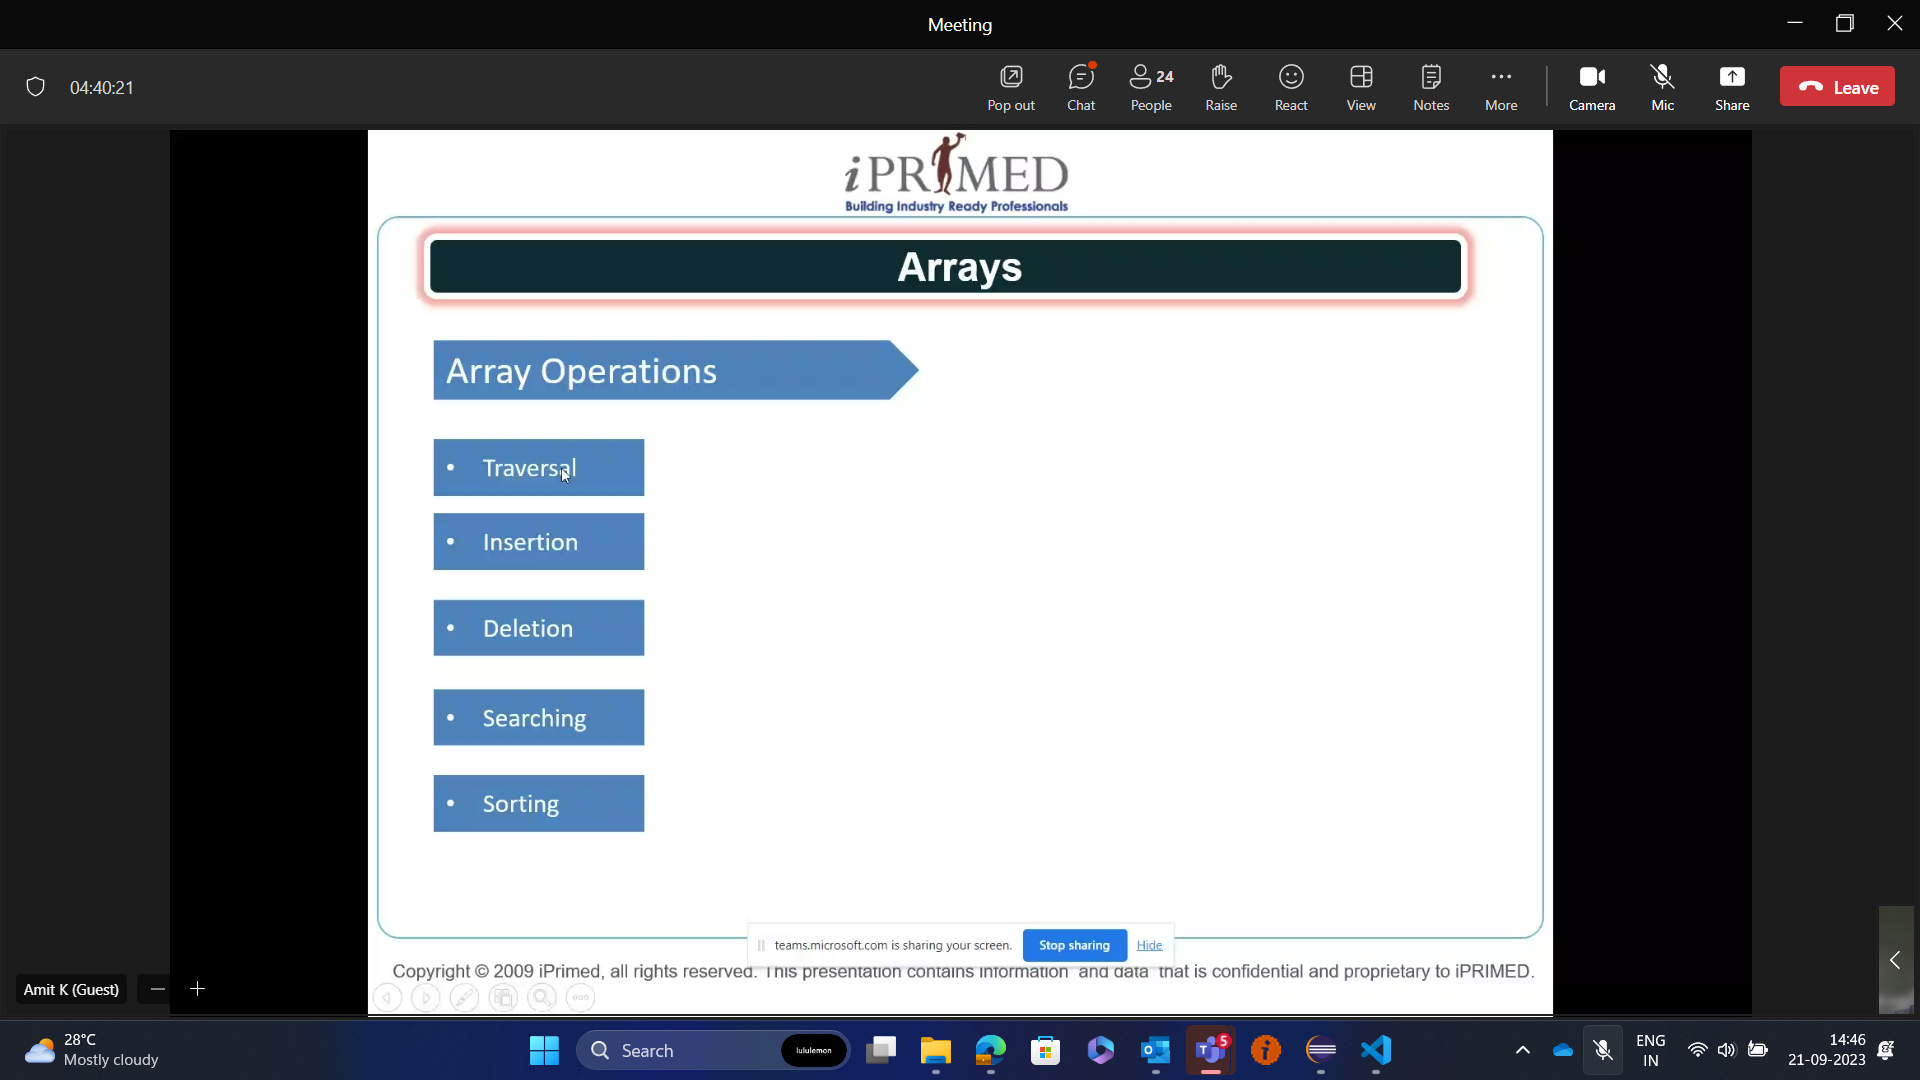 Meeting
04:40:21
Pop out
Chat
24
People
Raise
React
View
Notes
More
Camera
Mic
Share
Leave
iPRIMED
Building Industry Ready Professionals
Arrays
Array Operations
• Traversal
• Insertion
• Deletion
• Searching
• Sorting
teams.microsoft.com is sharing your screen. Stop sharing Hide
Copyright © 2009 iPrimed, all rights reserved. This presentation contains information and data that is confidential and proprietary to iPRIMED.
Amit K (Guest)
28°C
Mostly cloudy
Search
lululemon
5
ENG
IN
14:46
21-09-2023